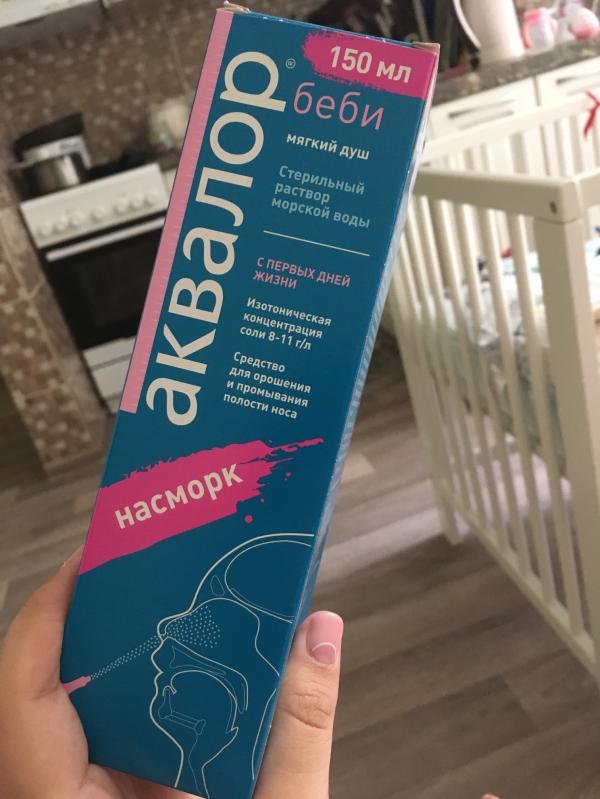 150 мл
аквалор®
беби
мягкий душ
Стерильный
раствор
морской воды
С ПЕРВЫХ ДНЕЙ
ЖИЗНИ
Изотоническая
концентрация
соли 8-11 г/л
Средство
для орошения
и промывания
полости носа
насморк